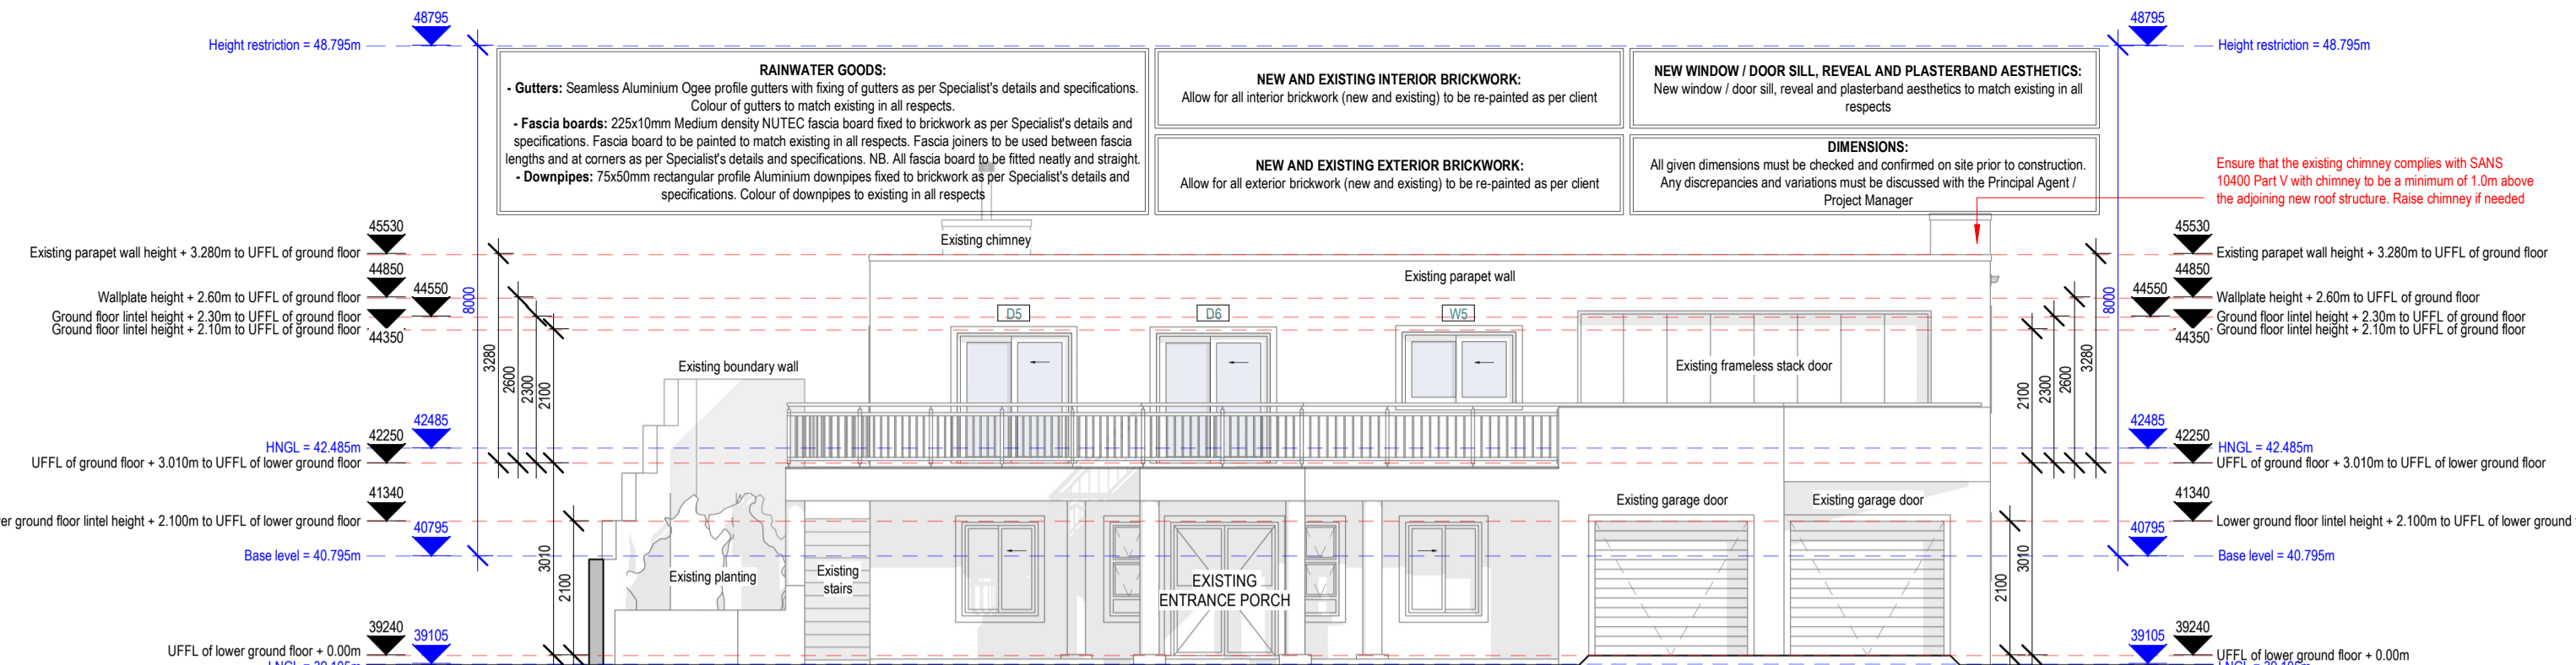 48795
Height restriction = 48.795m
RAINWATER GOODS:
- Gutters: Seamless Aluminium Ogee profile gutters with fixing of gutters as per Specialist's details and specifications.
Colour of gutters to match existing in all respects.
- Fascia boards: 225x10mm Medium density NUTEC fascia board fixed to brickwork as per Specialist's details and
specifications. Fascia board to be painted to match existing in all respects. Fascia joiners to be used between fascia
lengths and at corners as per Specialist's details and specifications. NB. All fascia board to be fitted neatly and straight.
- Downpipes: 75x50mm rectangular profile Aluminium downpipes fixed to brickwork as per Specialist's details and
specifications. Colour of downpipes to existing in all respects
NEW AND EXISTING INTERIOR BRICKWORK:
Allow for all interior brickwork (new and existing) to be re-painted as per client
NEW AND EXISTING EXTERIOR BRICKWORK:
Allow for all exterior brickwork (new and existing) to be re-painted as per client
NEW WINDOW / DOOR SILL, REVEAL AND PLASTERBAND AESTHETICS:
New window / door sill, reveal and plasterband aesthetics to match existing in all
respects
DIMENSIONS:
All given dimensions must be checked and confirmed on site prior to construction.
Any discrepancies and variations must be discussed with the Principal Agent /
Project Manager
48795
Height restriction = 48.795m
Ensure that the existing chimney complies with SANS
10400 Part V with chimney to be a minimum of 1.0m above
the adjoining new roof structure. Raise chimney if needed
45530
Existing parapet wall height + 3.280m to UFFL of ground floor
44850
Wallplate height + 2.60m to UFFL of ground floor
44550
Ground floor lintel height + 2.30m to UFFL of ground floor
Ground floor lintel height + 2.10m to UFFL of ground floor
44350
8000
3280
2600
2300
2100
42485
HNGL = 42.485m
42250
UFFL of ground floor + 3.010m to UFFL of lower ground floor
41340
er ground floor lintel height + 2.100m to UFFL of lower ground floor
40795
Base level = 40.795m
3010
2100
39240
39105
UFFL of lower ground floor + 0.00m
HNGL = 39.105m
Existing chimney
Existing parapet wall
D5
D6
W5
Existing boundary wall
Existing frameless stack door
Existing garage door
Existing garage door
Existing planting
Existing
stairs
EXISTING
ENTRANCE PORCH
45530
Existing parapet wall height + 3.280m to UFFL of ground floor
44850
44550
Wallplate height + 2.60m to UFFL of ground floor
Ground floor lintel height + 2.30m to UFFL of ground floor
Ground floor lintel height + 2.10m to UFFL of ground floor
44350
8000
3280
2600
2300
2100
42485
42250
HNGL = 42.485m
UFFL of ground floor + 3.010m to UFFL of lower ground floor
41340
Lower ground floor lintel height + 2.100m to UFFL of lower ground
40795
Base level = 40.795m
3010
2100
39240
39105
UFFL of lower ground floor + 0.00m